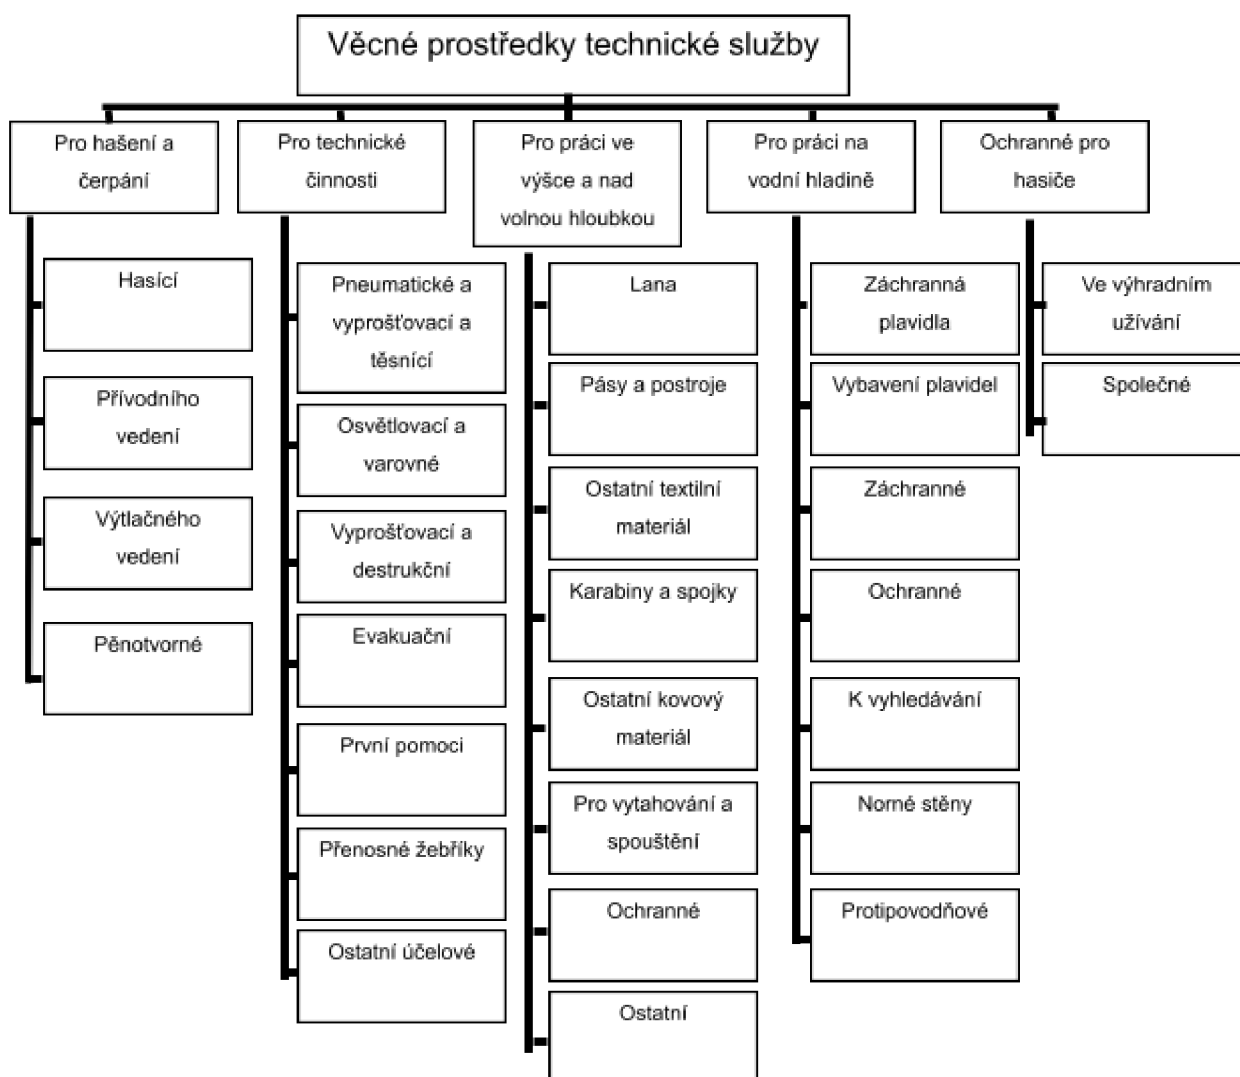 Věcné prostředky technické služby
Pro hašení a
čerpání
Hasící
Přívodního
vedení
Výtlačného
vedení
Pěnotvorné
Pro technické
činnosti
Pneumatické a
vyprošťovací a
těsnící
Osvětlovací a
varovné
Vyprošťovací a
destrukční
Evakuační
První pomoci
Přenosné žebříky
Ostatní účelové
Pro práci ve
výšce a nad
volnou hloubkou
Lana
Pásy a postroje
Ostatní textilní
materiál
Karabiny a spojky
Ostatní kovový
materiál
Pro vytahování a
spouštění
Ochranné
Ostatní
Pro práci na
vodní hladině
Záchranná
plavidla
Vybavení plavidel
Záchranné
Ochranné
K vyhledávání
Norné stěny
Protipovodňové
Ochranné pro
hasiče
Ve výhradním
užívání
Společné